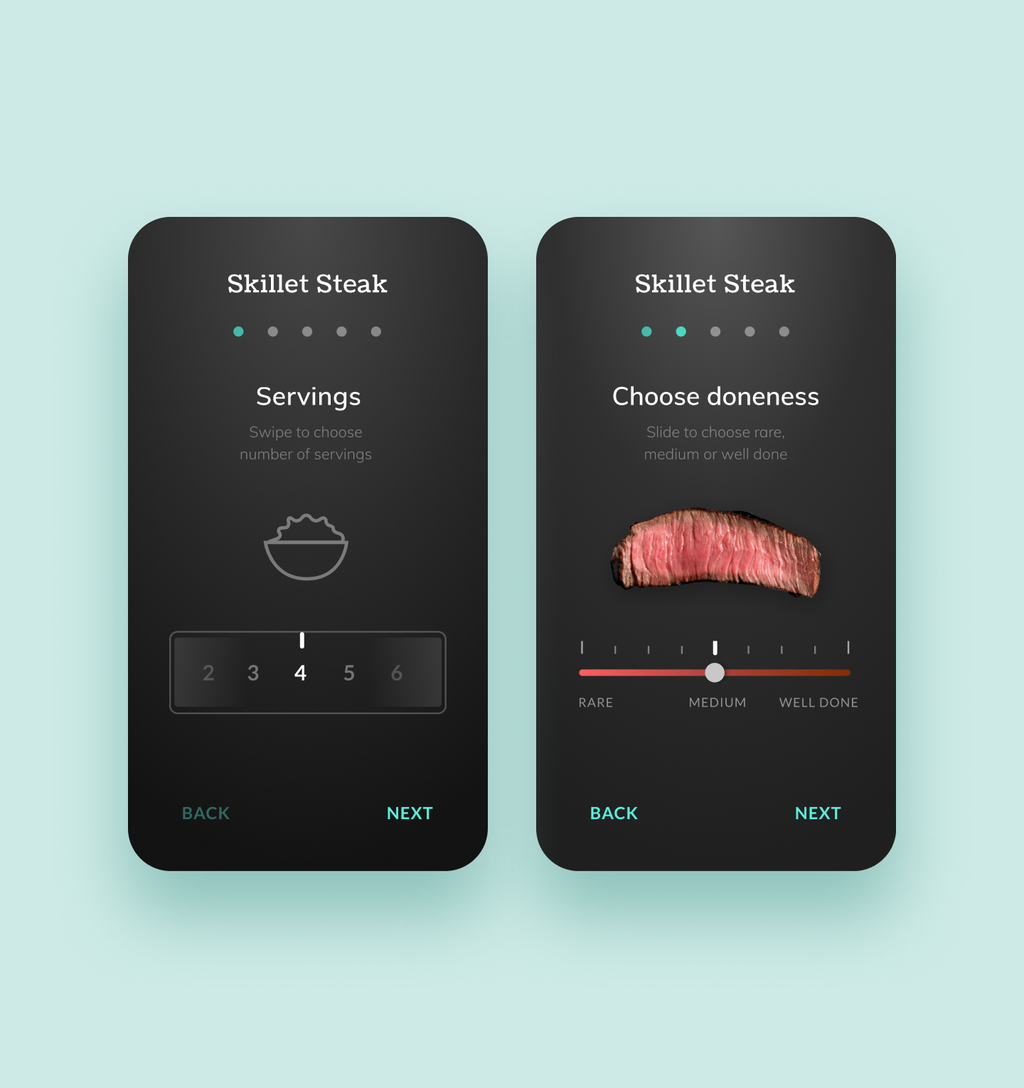 Skillet Steak
Servings
Swipe to choose
number of servings
2 3 4 5 6
BACK NEXT
Skillet Steak
Choose doneness
Slide to choose rare,
medium or well done
RARE MEDIUM WELL DONE
BACK NEXT